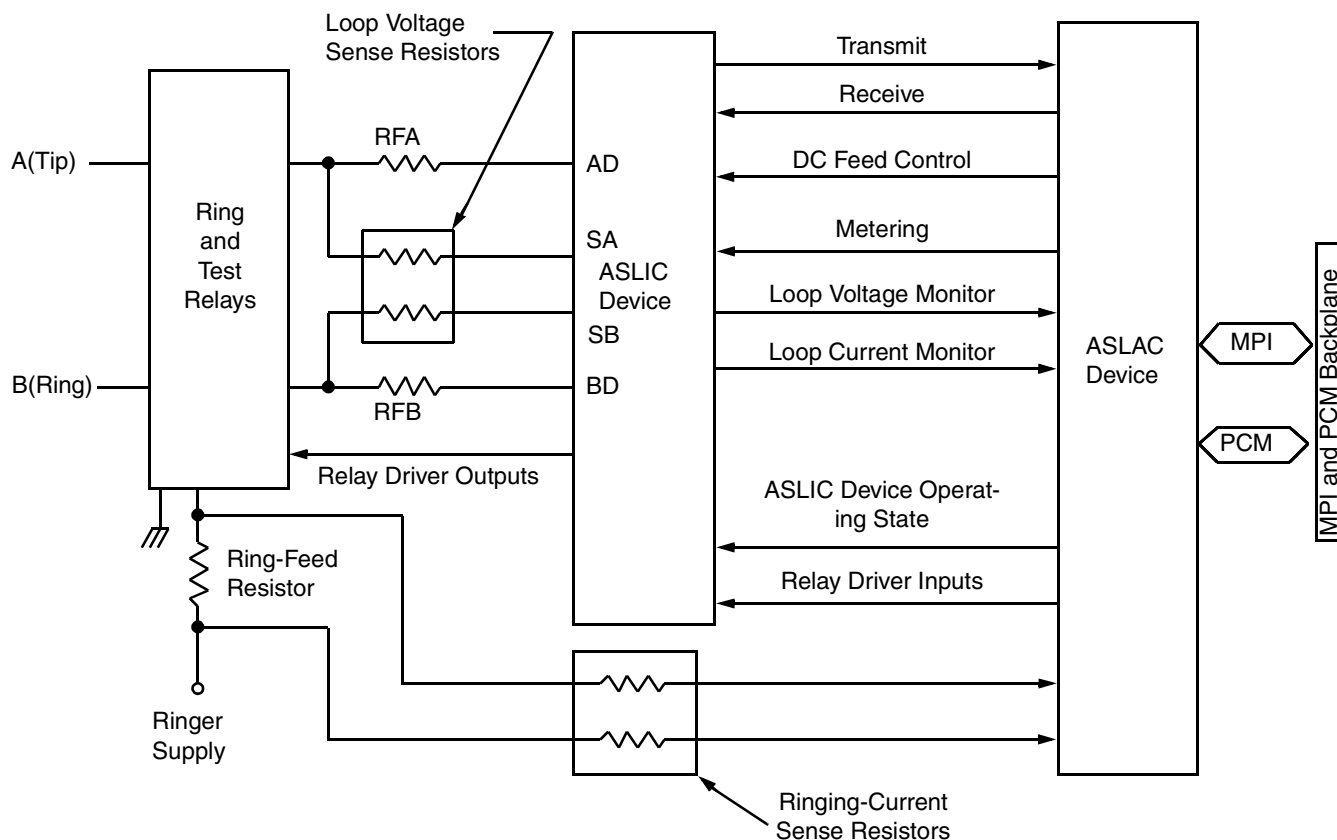 Loop Voltage
Sense Resistors
A(Tip)
B(Ring)
Ring
and
Test
Relays
RFA
RFB
AD
SA
ASLIC
Device
SB
BD
Relay Driver Outputs
Ring-Feed
Resistor
Ringer
Supply
Transmit
Receive
DC Feed Control
Metering
Loop Voltage Monitor
Loop Current Monitor
ASLIC Device Operat-
ing State
Relay Driver Inputs
Ringing-Current
Sense Resistors
ASLAC
Device
MPI
PCM
MPI and PCM Backplane